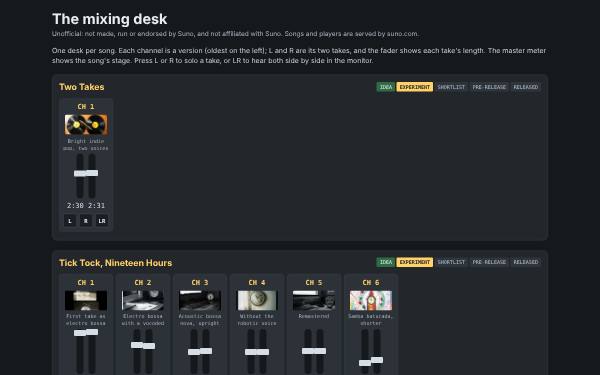 The mixing desk
Unofficial: not made, run or endorsed by Suno, and not affiliated with Suno. Songs and players are served by suno.com.
One desk per song. Each channel is a version (oldest on the left); L and R are its two takes, and the fader shows each take's length. The master meter
shows the song's stage. Press L or R to solo a take, or LR to hear both side by side in the monitor.
Two Takes
IDEA EXPERIMENT SHORTLIST PRE-RELEASE RELEASED
CH 1
Bright indie
pop, two voices
2:30 2:31
L R LR
Tick Tock, Nineteen Hours
IDEA EXPERIMENT SHORTLIST PRE-RELEASE RELEASED
CH 1 CH 2 CH 3 CH 4 CH 5 CH 6
First take as Electro bossa Acoustic bossa Without the Remastered Samba batucada,
electro bossa with a vocoded nova, upright robotic voice shorter